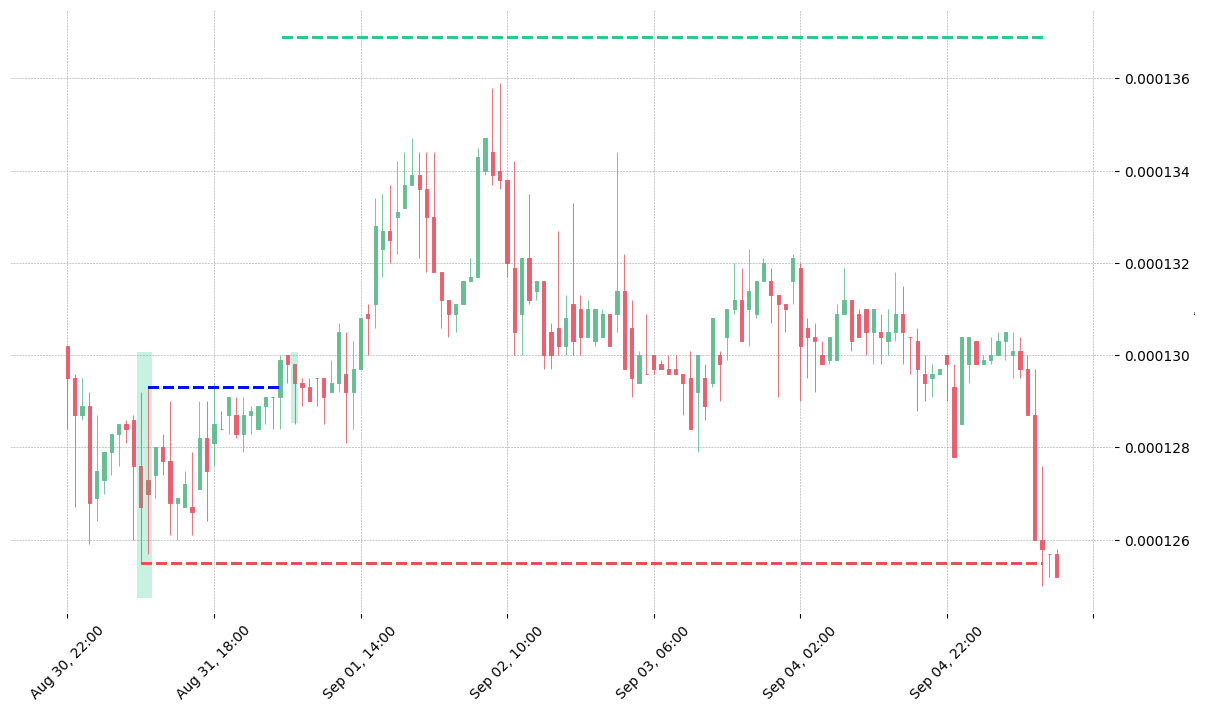 0.000136
0.000134
0.000132
0.000130
0.000128
0.000126
Aug 30, 22:00
Aug 31, 18:00
Sep 01, 14:00
Sep 02, 10:00
Sep 03, 06:00
Sep 04, 02:00
Sep 04, 22:00